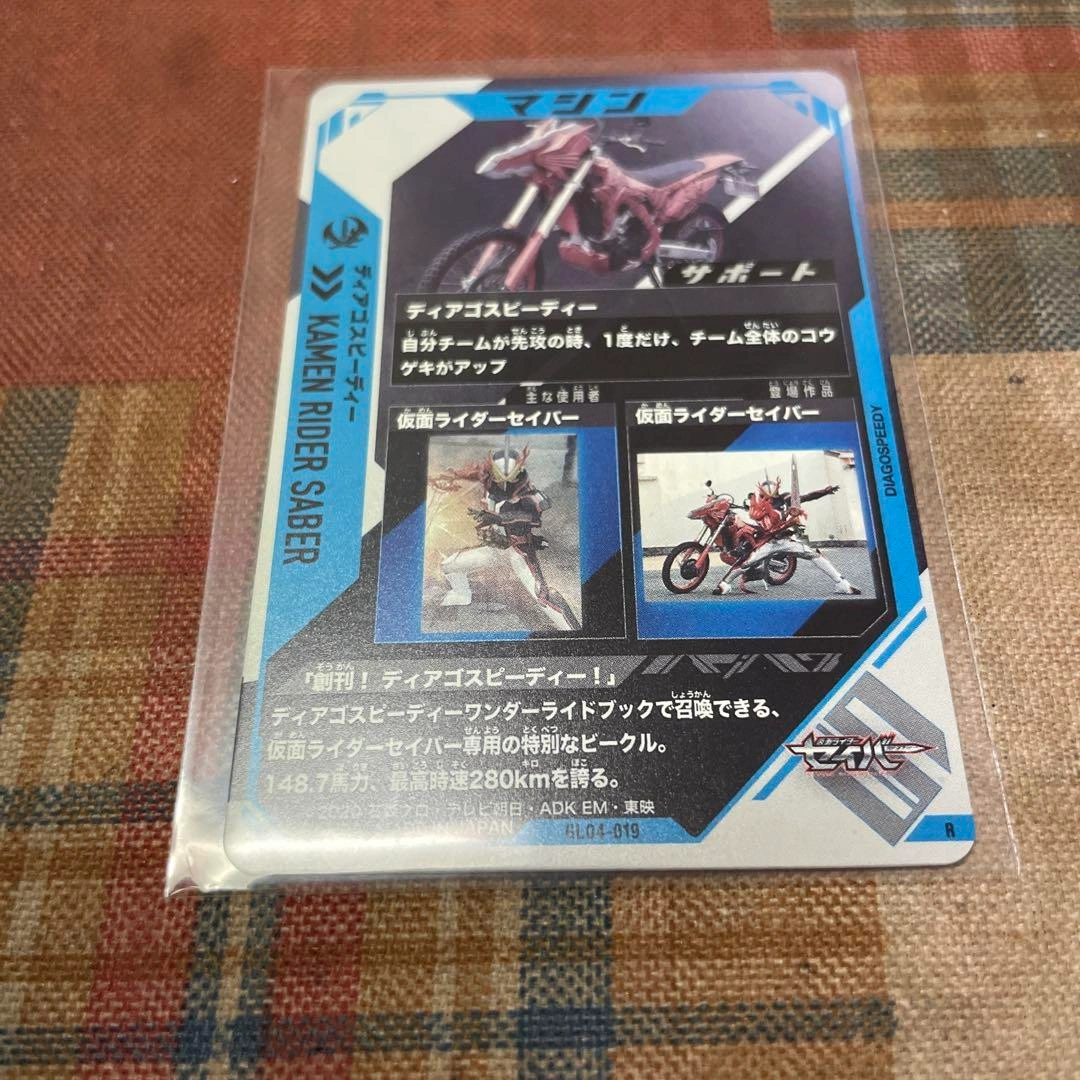 マシン
ディアゴスピーディー
KAMEN RIDER SABER
サポート
ディアゴスピーディー
自分チームが先攻の時、1度だけ、チーム全体のコウ
ゲキがアップ
主な使用者
仮面ライダーセイバー
登場作品
仮面ライダーセイバー
DIAGOSPEEDY
「創刊！ディアゴスピーディー！」
ディアゴスピーディーワンダーライドブックで召喚できる、
仮面ライダーセイバー専用の特別なビークル。
148.7馬力、最高時速280kmを誇る。
仮面ライダー
セイバー
プロ・テレビ朝日・ADK EM・東映
JAPAN
GL04-019
R